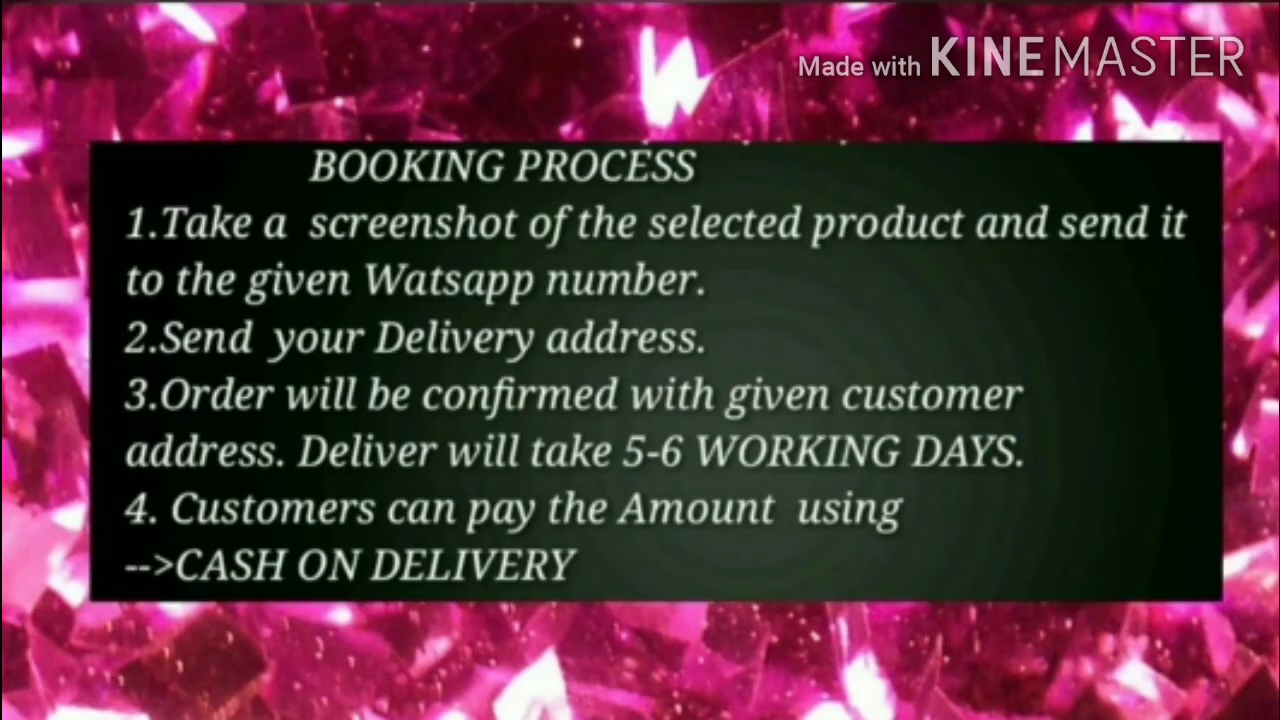 Made with KINEMASTER
BOOKING PROCESS
1.Take a screenshot of the selected product and send it
to the given Watsapp number.
2.Send your Delivery address.
3.Order will be confirmed with given customer
address. Deliver will take 5-6 WORKING DAYS.
4. Customers can pay the Amount using
-->CASH ON DELIVERY